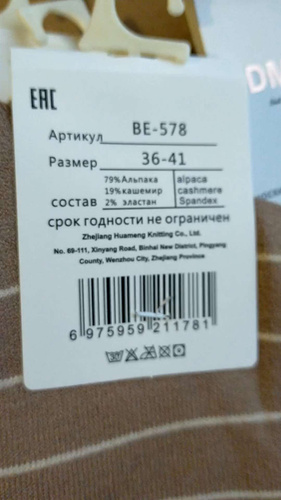 DM
EAC
Артикул BE-578
Размер 36-41
79%Альпака alpaca
19%кашемир cashmere
состав 2% эластан Spandex
срок годности не ограничен
Zhejiang Huameng Knitting Co., Ltd.
No. 69-111, Xinyang Road, Binhai New District, Pingyang
County, Wenzhou City, Zhejiang Province
6 975959 211781